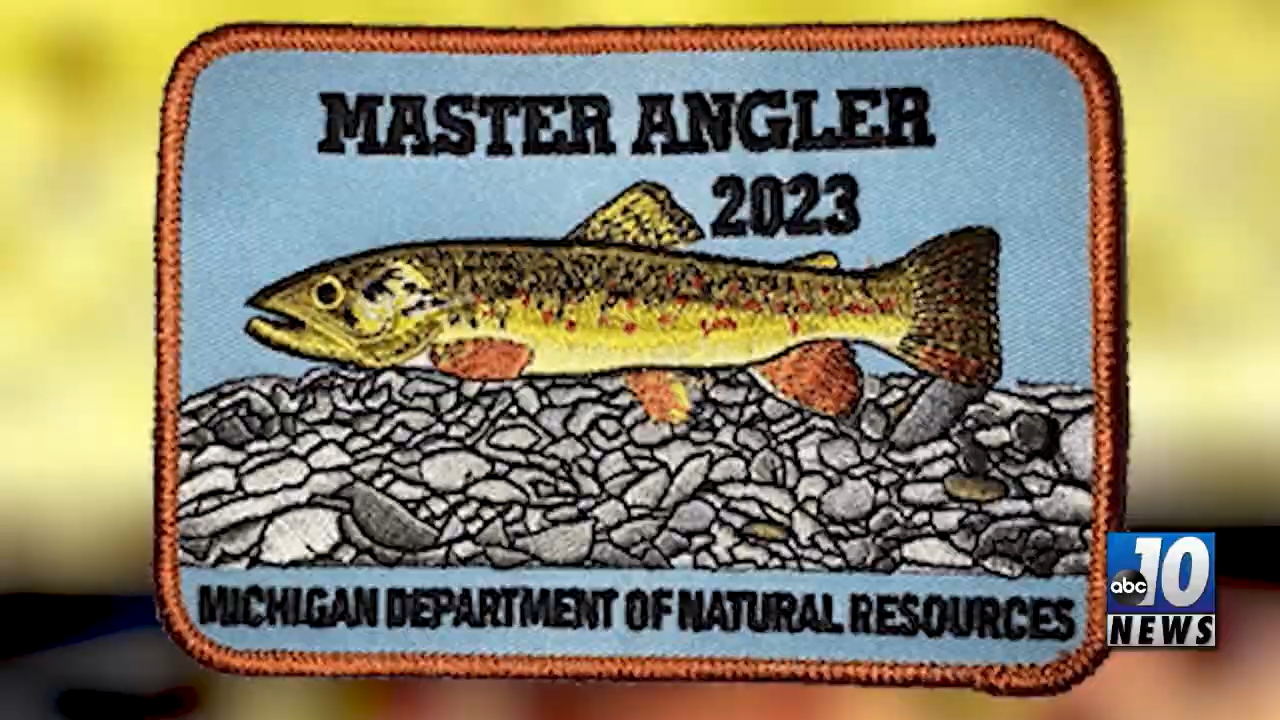 MASTER ANGLER
2023
MICHIGAN DEPARTMENT OF NATURAL RESOURCES
abc 10
NEWS